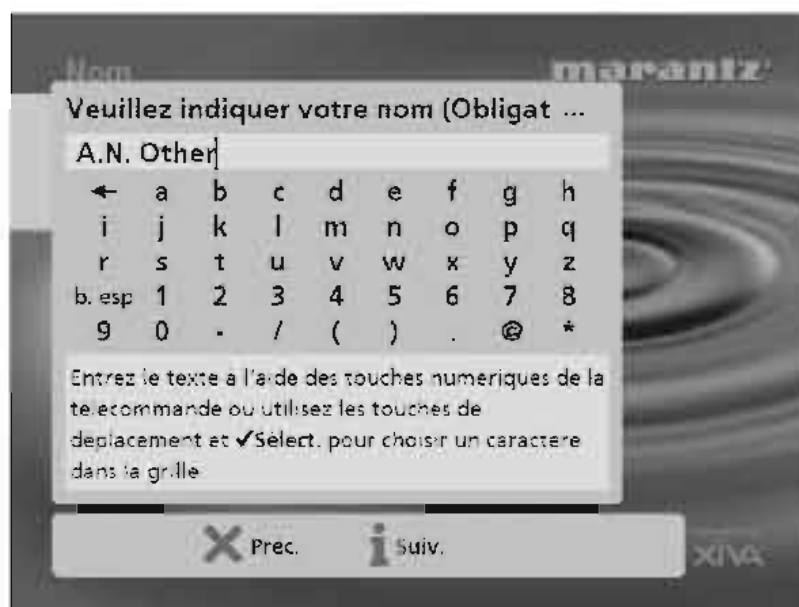 Nom
marantz
Veuillez indiquer votre nom (Obligat ...
A.N. Other
← a b c d e f g h
i j k l m n o p q
r s t u v w x y z
b. esp 1 2 3 4 5 6 7 8
9 0 - / ( ) . @ *
Entrez le texte a l'aide des touches numeriques de la
telecommande ou utilisez les touches de
deplacement et ✓Sélect. pour choisir un caractere
dans la grille
Prec. Suiv.
XIVA